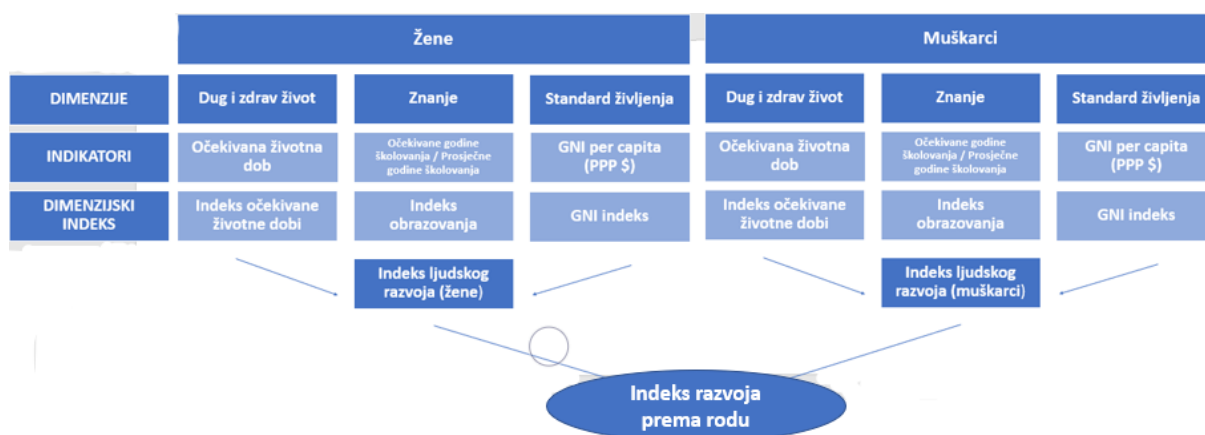 Žene
Muškarci
DIMENZIJE
Dug i zdrav život
Znanje
Standard življenja
Dug i zdrav život
Znanje
Standard življenja
INDIKATORI
Očekivana životna
dob
Očekivane godine
školovanja / Prosječne
godine školovanja
GNI per capita
(PPP $)
Očekivana životna
dob
Očekivane godine
školovanja / Prosječne
godine školovanja
GNI per capita
(PPP $)
DIMENZIJSKI
INDEKS
Indeks očekivane
životne dobi
Indeks
obrazovanja
GNI indeks
Indeks očekivane
životne dobi
Indeks
obrazovanja
GNI indeks
Indeks ljudskog
razvoja (žene)
Indeks ljudskog
razvoja (muškarci)
Indeks razvoja
prema rodu